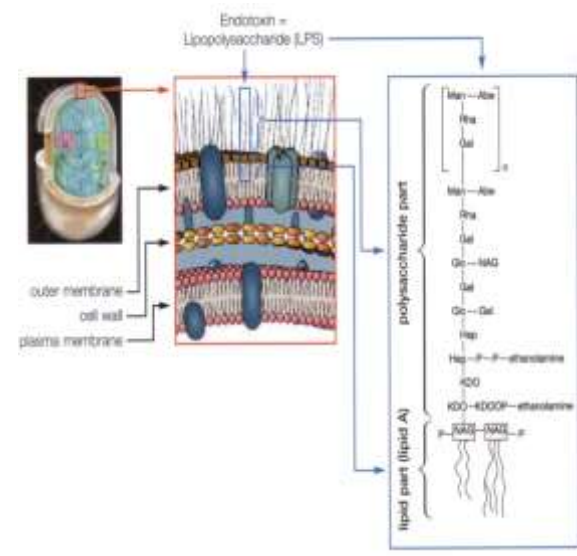 Endotoxin =
Lipopolysaccharide (LPS)
outer membrane
cell wall
plasma membrane
polysaccharide part
lipid part (lipid A)
Man—Abe
Rha
Gal
n
Man—Abe
Rha
Gal
Glc—NAG
Gal
Glc—Gal
Hep
Hep—P—P—ethanolamine
KDO
KDO—KDOOP—ethanolamine
P—NAG—NAG—P